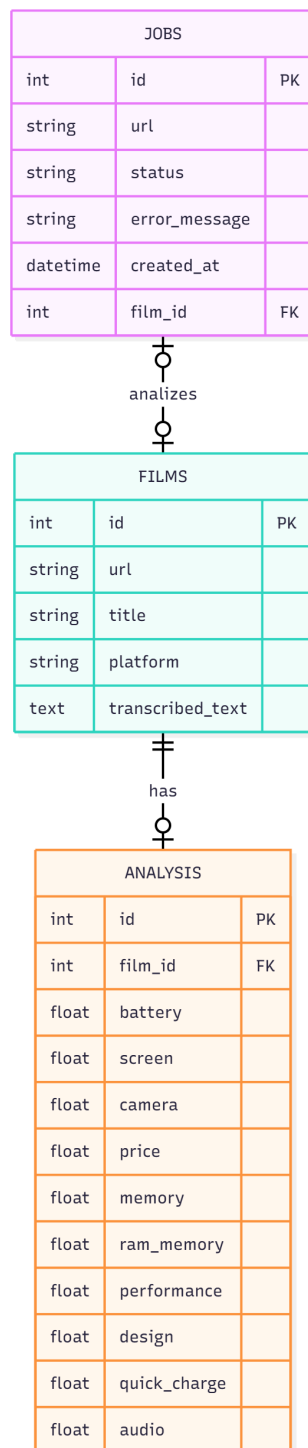 JOBS
int id PK
string url
string status
string error_message
datetime created_at
int film_id FK
analizes
FILMS
int id PK
string url
string title
string platform
text transcribed_text
has
ANALYSIS
int id PK
int film_id FK
float battery
float screen
float camera
float price
float memory
float ram_memory
float performance
float design
float quick_charge
float audio